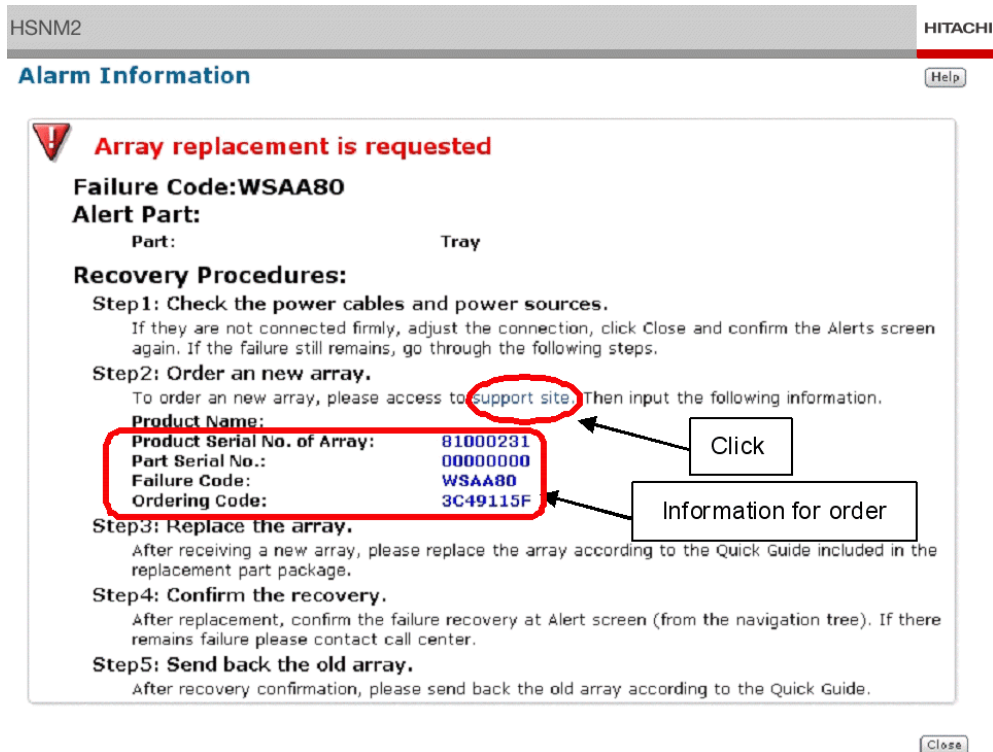 HSNM2
HITACHI
Alarm Information
Help
Array replacement is requested
Failure Code:WSAA80
Alert Part:
Part: Tray
Recovery Procedures:
Step1: Check the power cables and power sources.
If they are not connected firmly, adjust the connection, click Close and confirm the Alerts screen
again. If the failure still remains, go through the following steps.
Step2: Order an new array.
To order an new array, please access to support site. Then input the following information.
Product Name:
Product Serial No. of Array: 81000231
Click
Part Serial No.: 00000000
Failure Code: WSAA80
Ordering Code: 3C49115F
Information for order
Step3: Replace the array.
After receiving a new array, please replace the array according to the Quick Guide included in the
replacement part package.
Step4: Confirm the recovery.
After replacement, confirm the failure recovery at Alert screen (from the navigation tree). If there
remains failure please contact call center.
Step5: Send back the old array.
After recovery confirmation, please send back the old array according to the Quick Guide.
Close